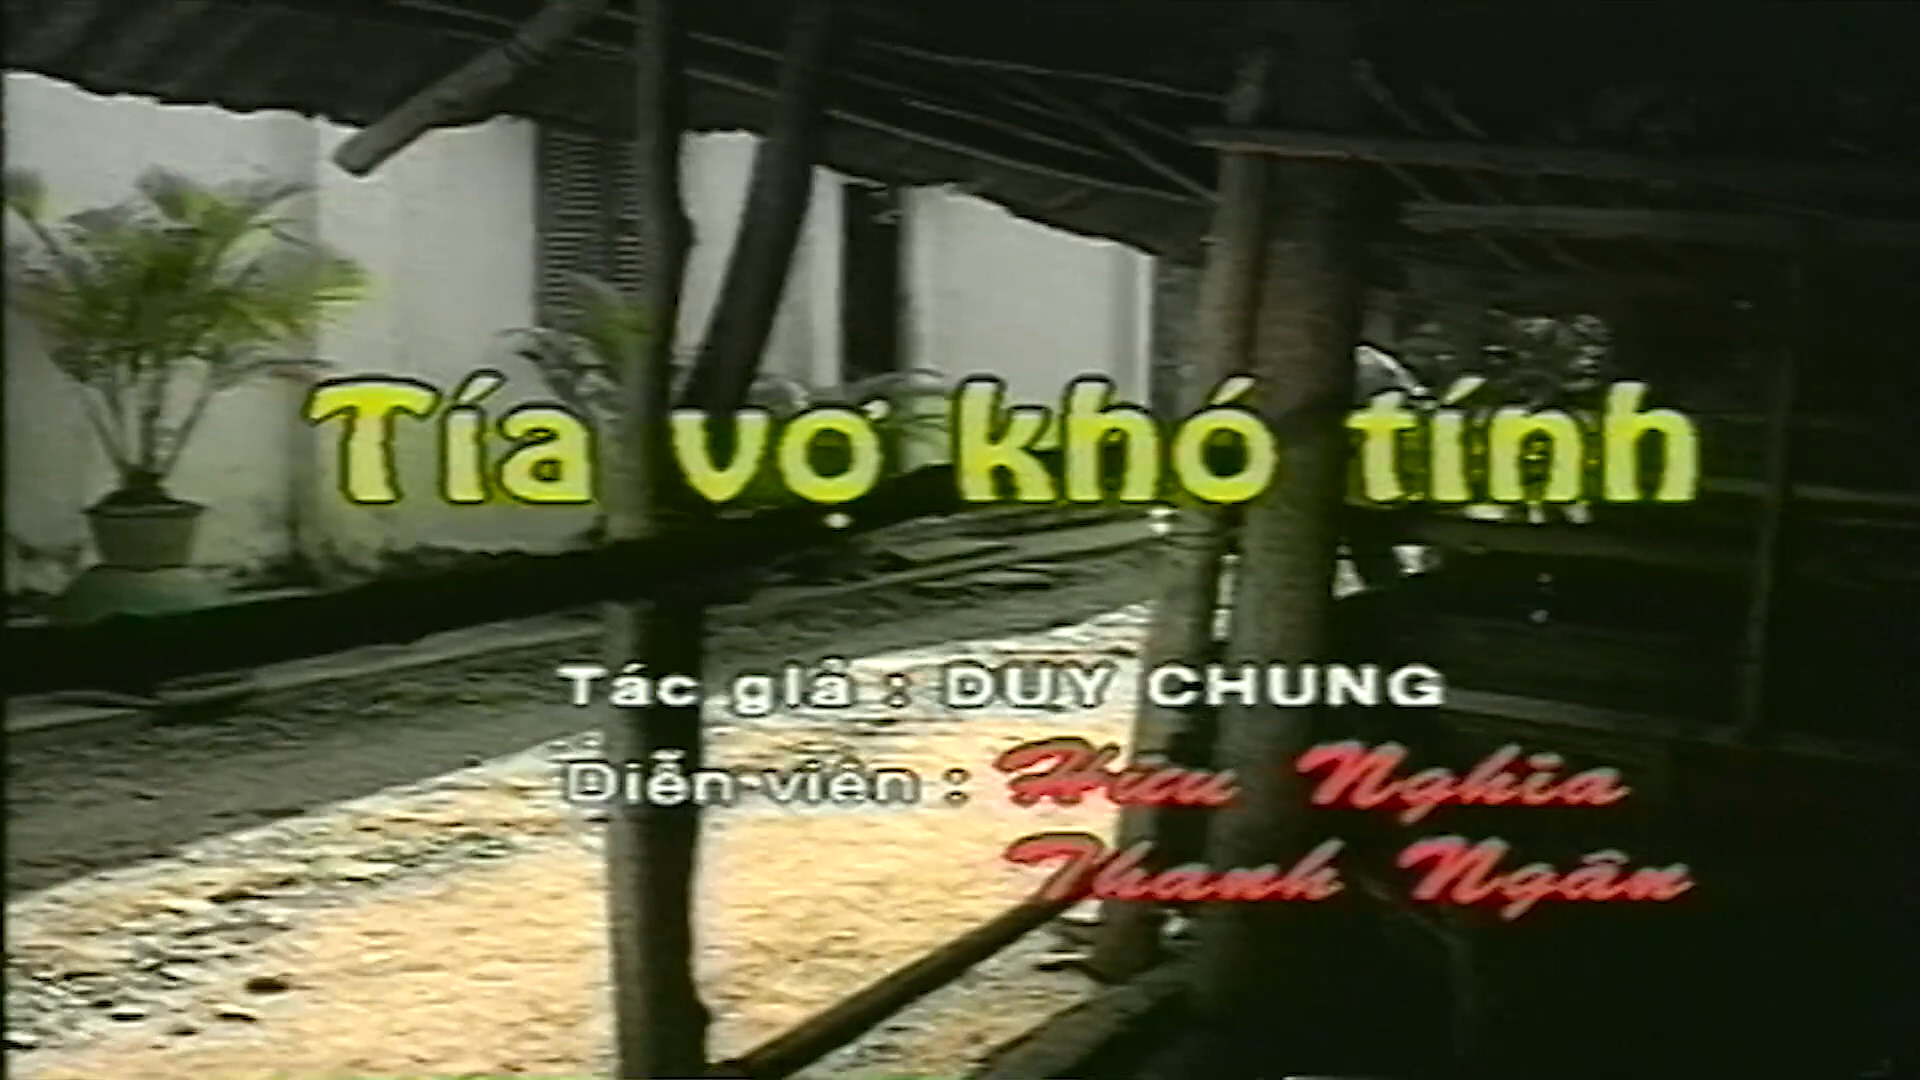 Tía vợ khó tính
Tác giả : DUY CHUNG
Diễn viên : Hữu Nghĩa
Thanh Ngân